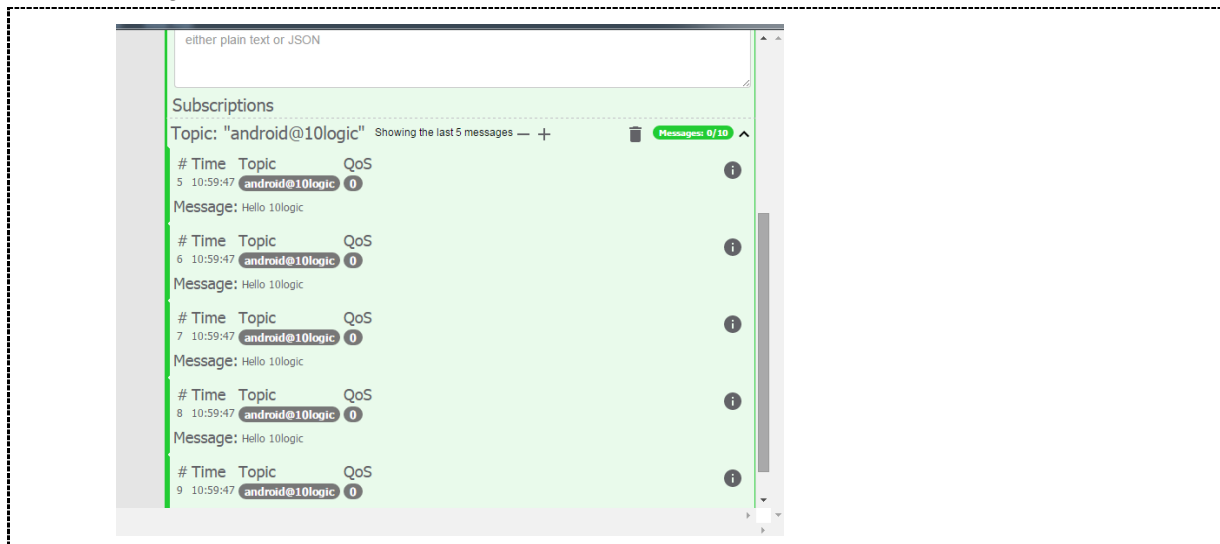 either plain text or JSON
Subscriptions
Topic: "android@10logic" Showing the last 5 messages — + Messages: 0/10
# Time Topic QoS
5 10:59:47 android@10logic 0
Message: Hello 10logic
# Time Topic QoS
6 10:59:47 android@10logic 0
Message: Hello 10logic
# Time Topic QoS
7 10:59:47 android@10logic 0
Message: Hello 10logic
# Time Topic QoS
8 10:59:47 android@10logic 0
Message: Hello 10logic
# Time Topic QoS
9 10:59:47 android@10logic 0